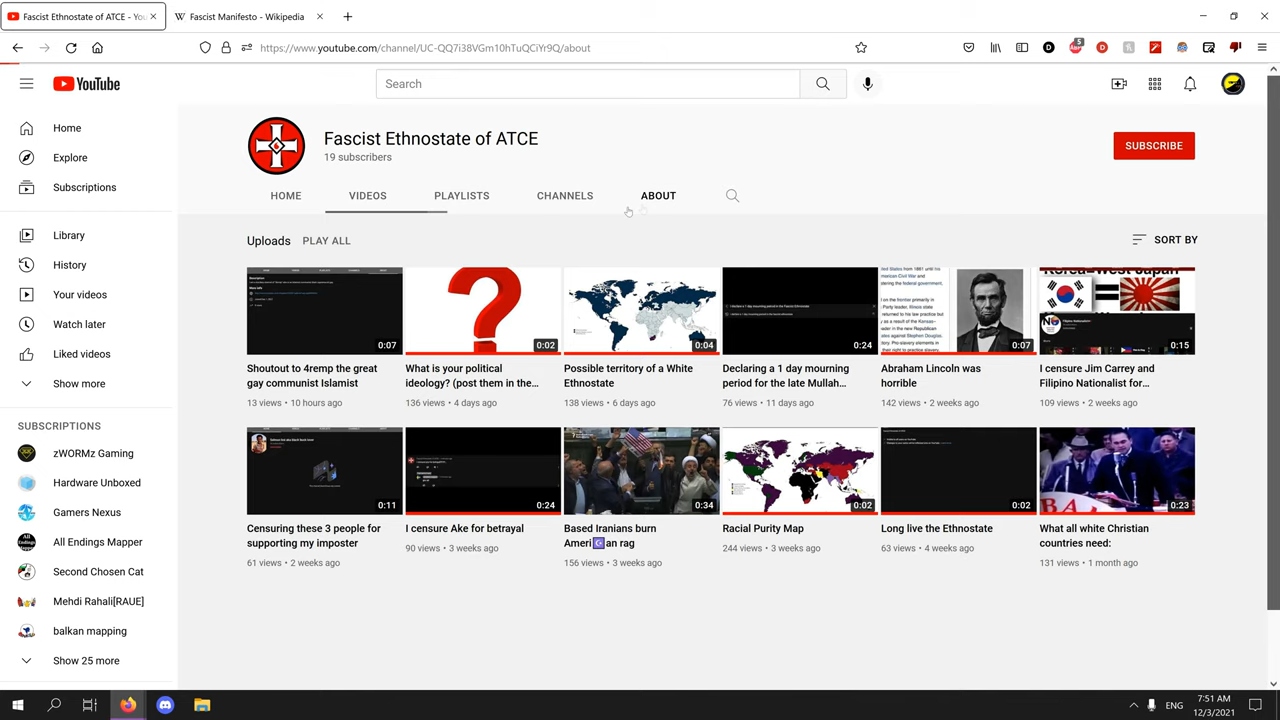 Fascist Ethnostate of ATCE - You
Fascist Manifesto - Wikipedia
https://www.youtube.com/channel/UC-QQ7i38VGm10hTuQCiYr9Q/about
5
YouTube
Search
Home
Explore
Subscriptions
Library
History
Your videos
Watch later
Liked videos
Show more
SUBSCRIPTIONS
zWORMz Gaming
Hardware Unboxed
Gamers Nexus
All Endings Mapper
Second Chosen Cat
Mehdi Rahali[RAUE]
balkan mapping
Show 25 more
Fascist Ethnostate of ATCE
19 subscribers
SUBSCRIBE
HOME VIDEOS PLAYLISTS CHANNELS ABOUT
Uploads PLAY ALL
SORT BY
0:07
Shoutout to 4remp the great
gay communist Islamist
13 views • 10 hours ago
0:02
What is your political
ideology? (post them in the...
136 views • 4 days ago
0:04
Possible territory of a White
Ethnostate
138 views • 6 days ago
0:24
Declaring a 1 day mourning
period for the late Mullah...
76 views • 11 days ago
0:07
Abraham Lincoln was
horrible
142 views • 2 weeks ago
Korea=West Japan
0:15
I censure Jim Carrey and
Filipino Nationalist for...
109 views • 2 weeks ago
0:11
Censuring these 3 people for
supporting my imposter
61 views • 2 weeks ago
0:24
I censure Ake for betrayal
90 views • 3 weeks ago
0:34
Based Iranians burn
Ameri☪an rag
156 views • 3 weeks ago
0:02
Racial Purity Map
244 views • 3 weeks ago
0:02
Long live the Ethnostate
63 views • 4 weeks ago
0:23
What all white Christian
countries need:
131 views • 1 month ago
ENG
7:51 AM
12/3/2021